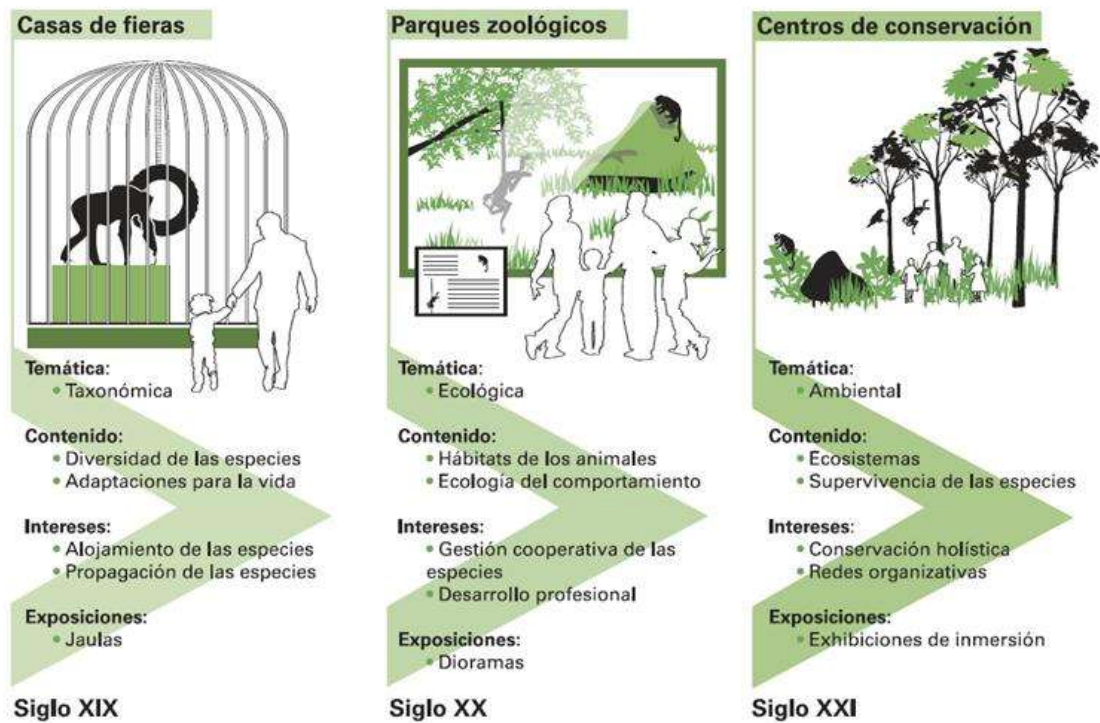 Casas de fieras
Temática:
• Taxonómica
Contenido:
• Diversidad de las especies
• Adaptaciones para la vida
Intereses:
• Alojamiento de las especies
• Propagación de las especies
Exposiciones:
• Jaulas
Siglo XIX
Parques zoológicos
Temática:
• Ecológica
Contenido:
• Hábitats de los animales
• Ecología del comportamiento
Intereses:
• Gestión cooperativa de las
especies
• Desarrollo profesional
Exposiciones:
• Dioramas
Siglo XX
Centros de conservación
Temática:
• Ambiental
Contenido:
• Ecosistemas
• Supervivencia de las especies
Intereses:
• Conservación holística
• Redes organizativas
Exposiciones:
• Exhibiciones de inmersión
Siglo XXI